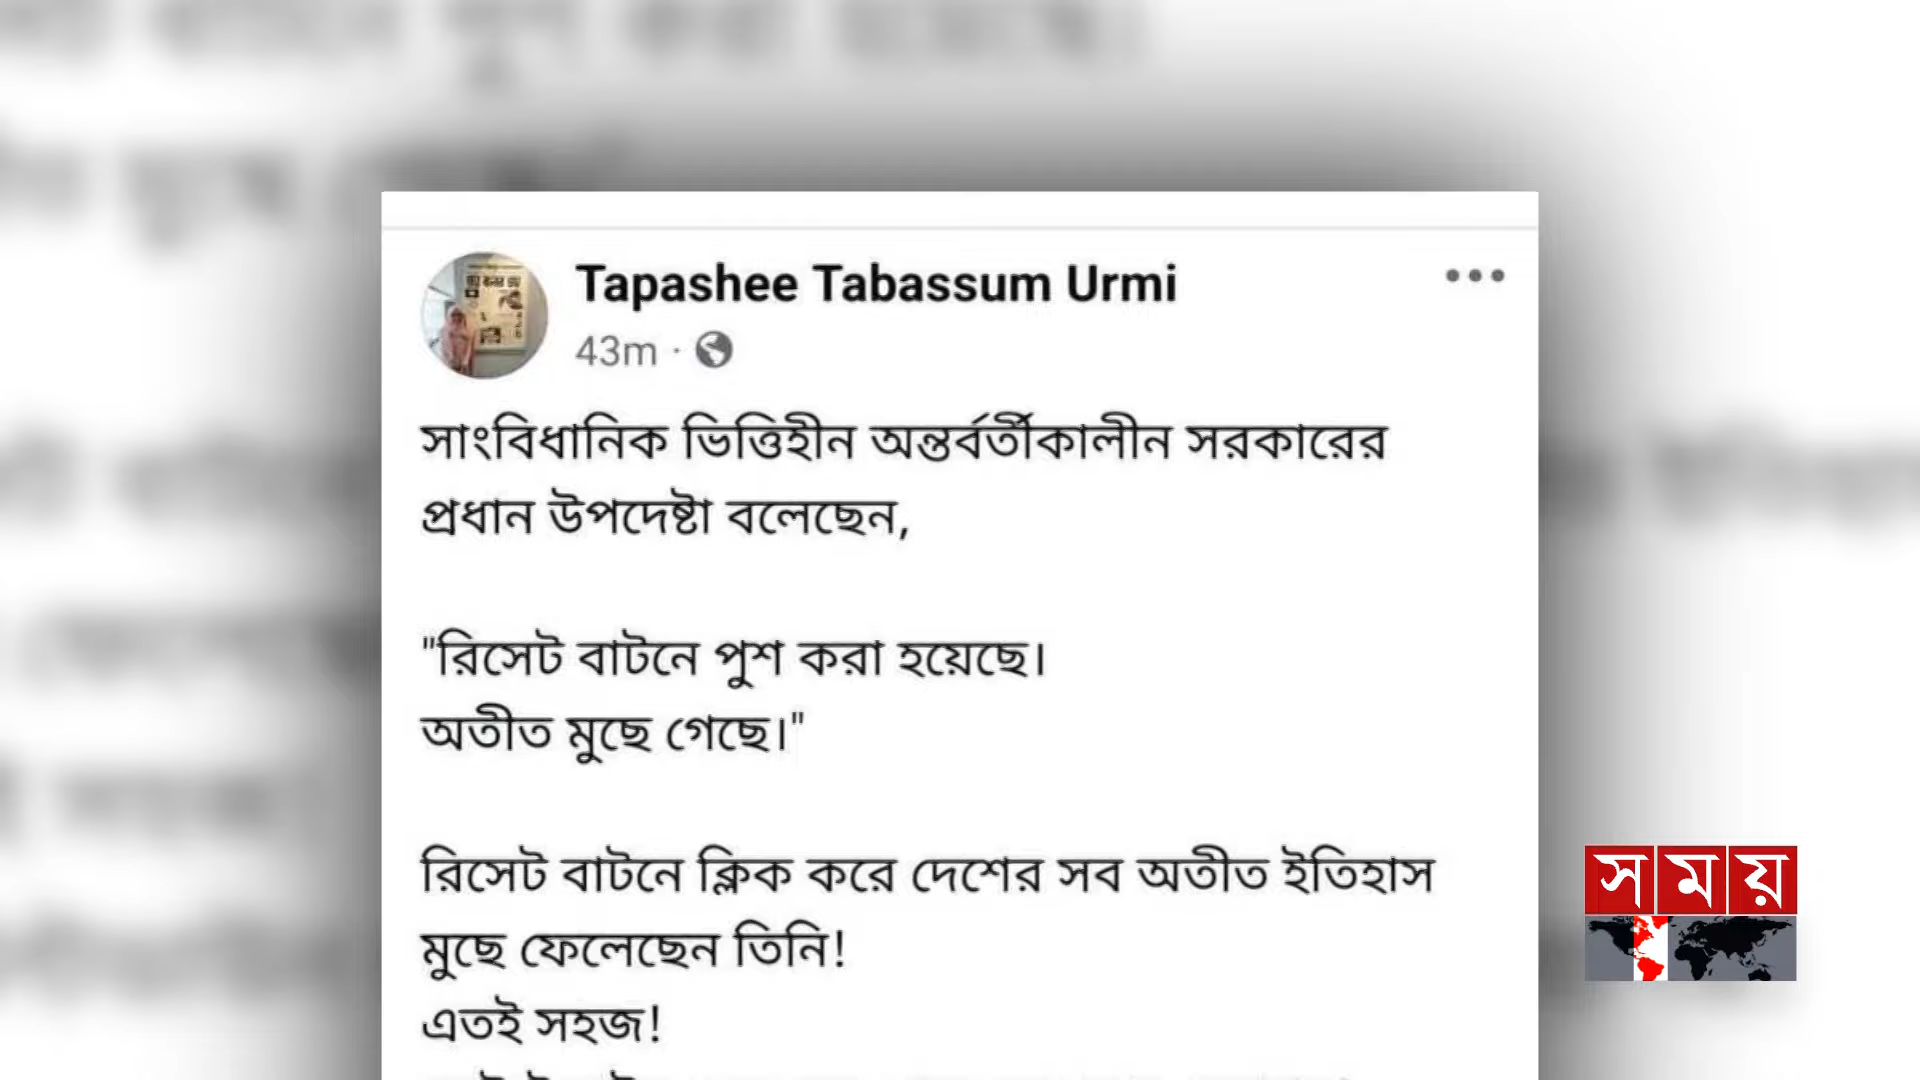 Tapashee Tabassum Urmi
43m
সাংবিধানিক ভিত্তিহীন অন্তর্বর্তীকালীন সরকারের
প্রধান উপদেষ্টা বলেছেন,
"রিসেট বাটনে পুশ করা হয়েছে।
অতীত মুছে গেছে।"
রিসেট বাটনে ক্লিক করে দেশের সব অতীত ইতিহাস
মুছে ফেলেছেন তিনি!
এতই সহজ!
সময়